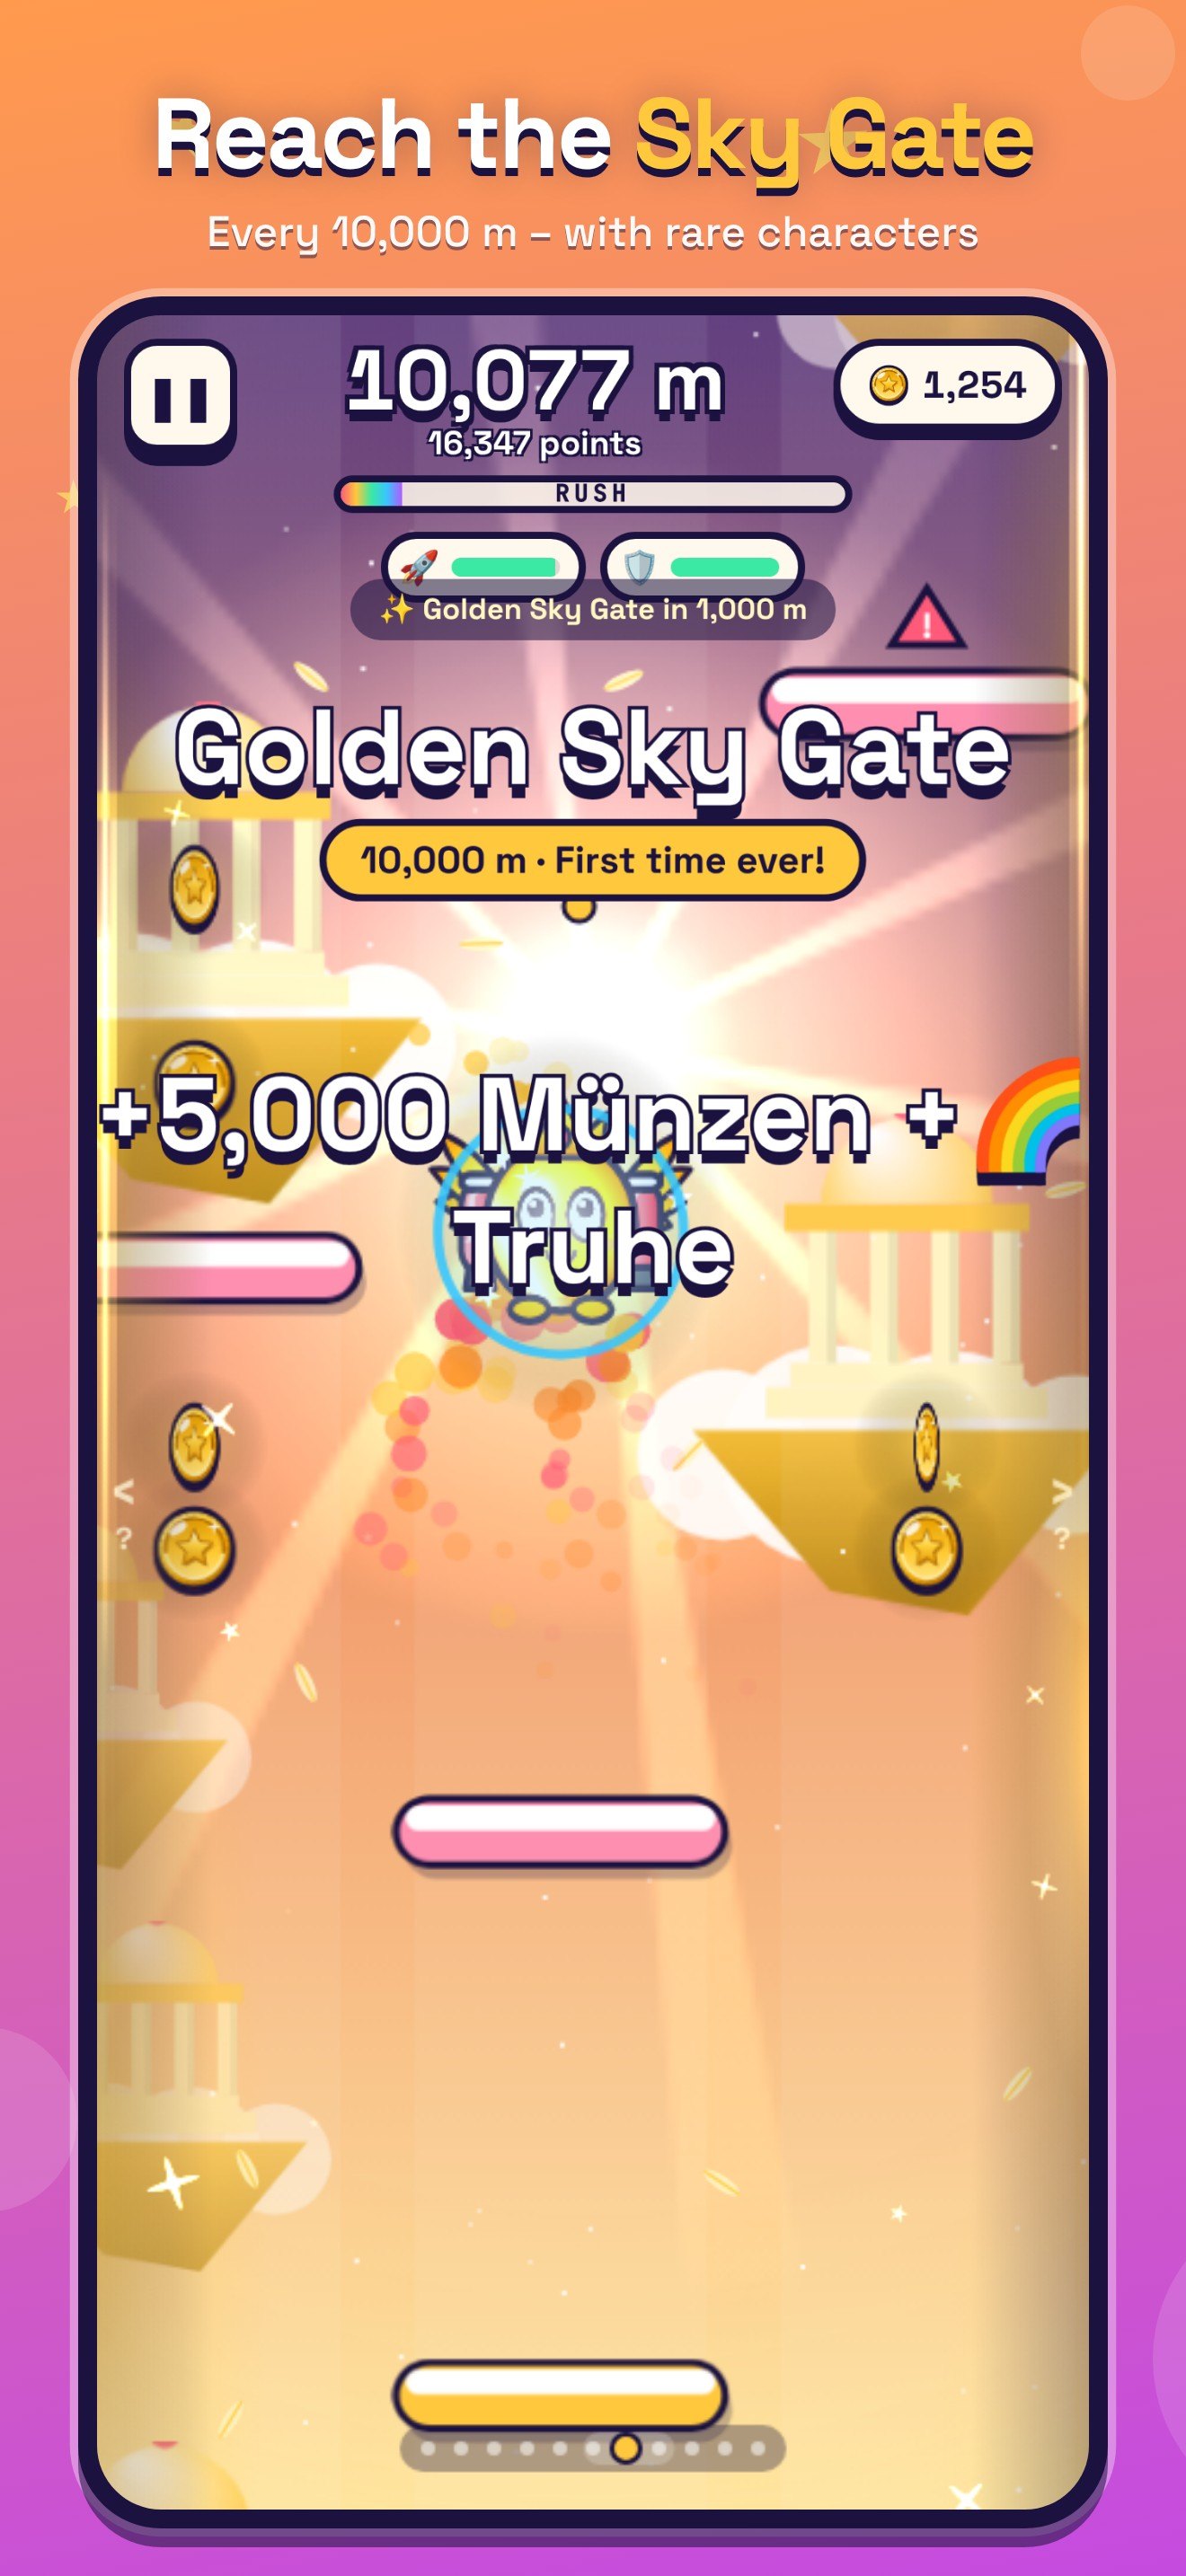 Reach the Sky Gate
Every 10,000 m – with rare characters
10,077 m
1,254
16,347 points
RUSH
🚀 🛡️
✨ Golden Sky Gate in 1,000 m
!
Golden Sky Gate
10,000 m · First time ever!
+5,000 Münzen + 🌈
Truhe
< >
? ?